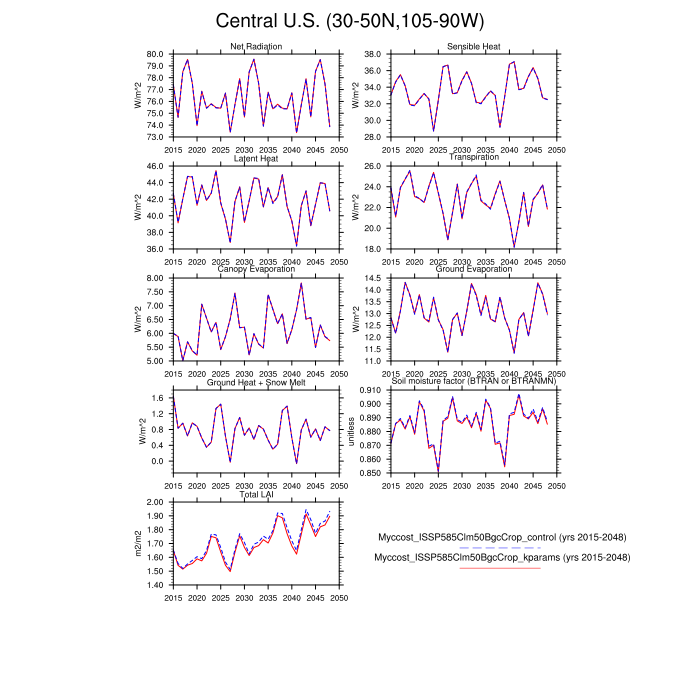 Central U.S. (30-50N,105-90W)
Net Radiation
Sensible Heat
W/m^2
80.0
79.0
78.0
77.0
76.0
75.0
74.0
73.0
2015 2020 2025 2030 2035 2040 2045 2050
W/m^2
38.0
36.0
34.0
32.0
30.0
28.0
2015 2020 2025 2030 2035 2040 2045 2050
Latent Heat
Transpiration
W/m^2
46.0
44.0
42.0
40.0
38.0
36.0
2015 2020 2025 2030 2035 2040 2045 2050
W/m^2
26.0
24.0
22.0
20.0
18.0
2015 2020 2025 2030 2035 2040 2045 2050
Canopy Evaporation
Ground Evaporation
W/m^2
8.00
7.50
7.00
6.50
6.00
5.50
5.00
2015 2020 2025 2030 2035 2040 2045 2050
W/m^2
14.5
14.0
13.5
13.0
12.5
12.0
11.5
11.0
2015 2020 2025 2030 2035 2040 2045 2050
Ground Heat + Snow Melt
Soil moisture factor (BTRAN or BTRANMN)
W/m^2
1.6
1.2
0.8
0.4
0.0
2015 2020 2025 2030 2035 2040 2045 2050
unitless
0.910
0.900
0.890
0.880
0.870
0.860
0.850
2015 2020 2025 2030 2035 2040 2045 2050
Total LAI
m2/m2
2.00
1.90
1.80
1.70
1.60
1.50
1.40
2015 2020 2025 2030 2035 2040 2045 2050
Myccost_ISSP585Clm50BgcCrop_control (yrs 2015-2048)
Myccost_ISSP585Clm50BgcCrop_kparams (yrs 2015-2048)